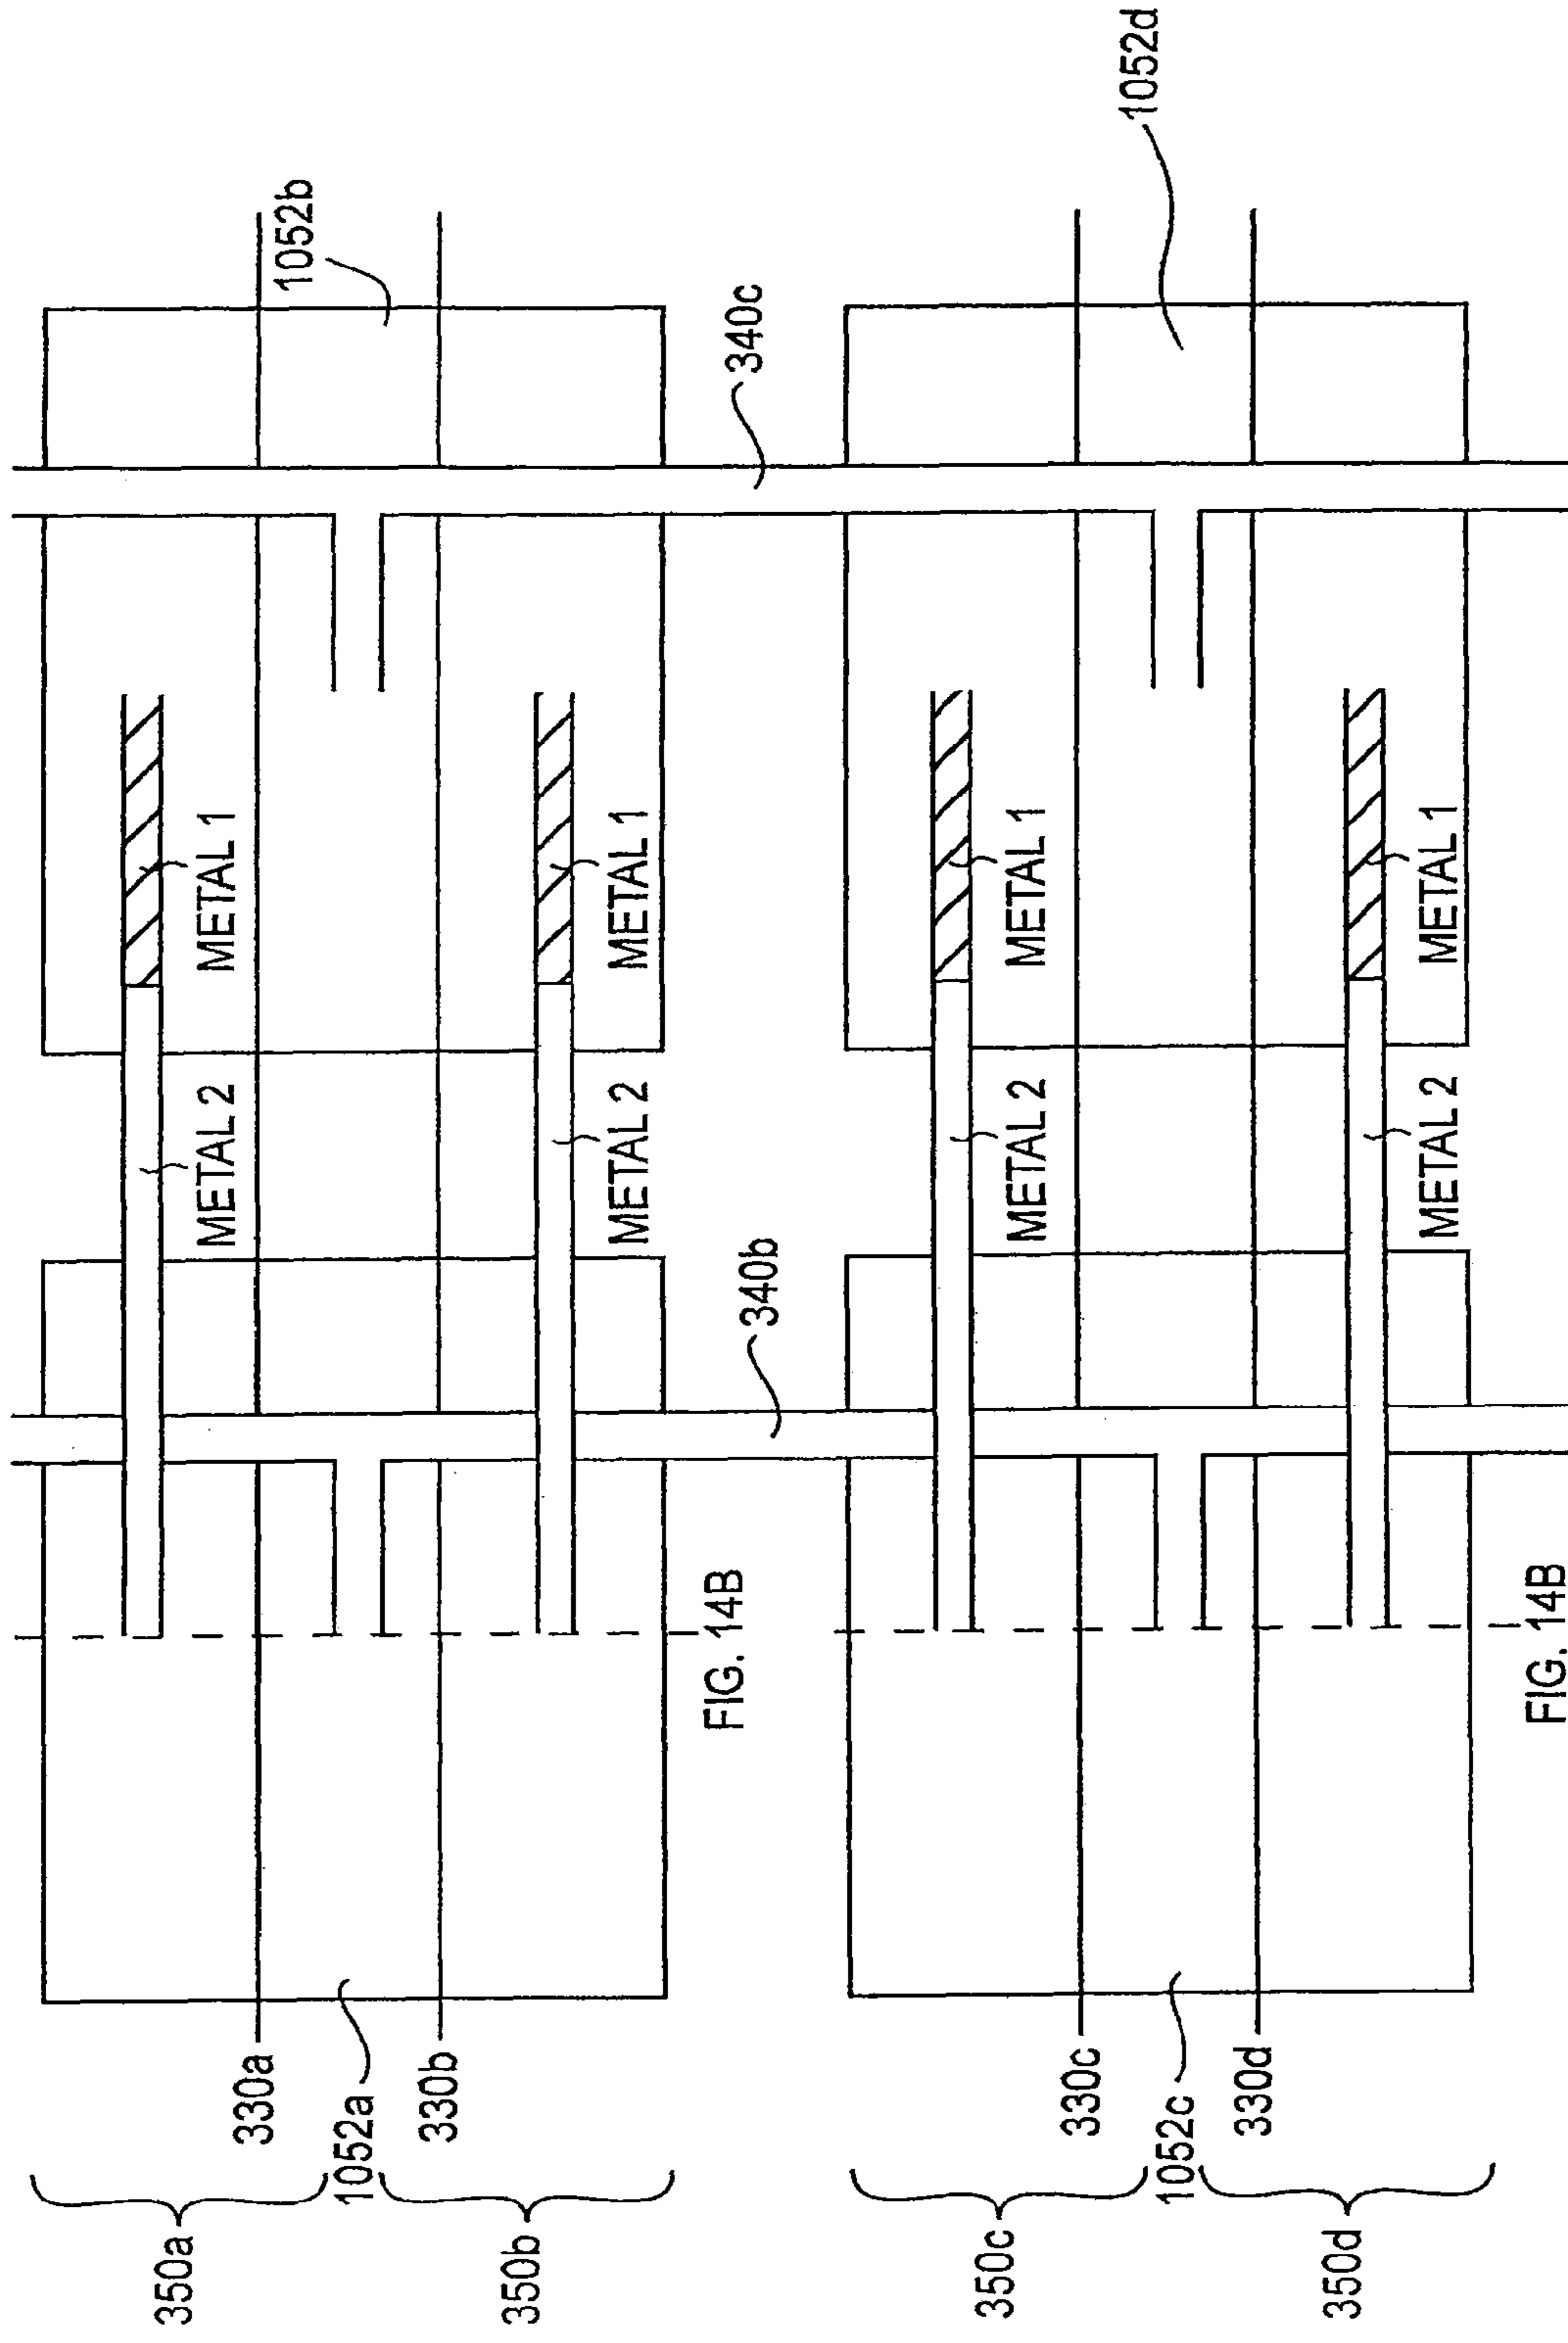 350a
METAL 2
METAL 1
330a
1052b
1052a
330b
350b
METAL 2
METAL 1
FIG. 14B
340b
340c
350c
METAL 2
METAL 1
330c
1052d
1052c
330d
350d
METAL 2
METAL 1
FIG. 14B